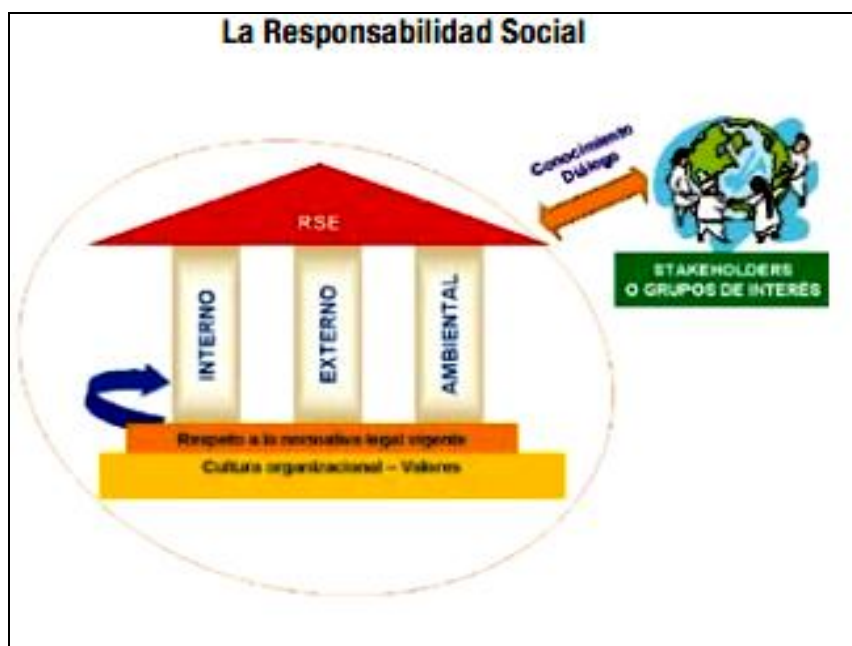 La Responsabilidad Social
Conocimiento
Diálogo
STAKEHOLDERS
O GRUPOS DE INTERÉS
RSE
INTERNO
EXTERNO
AMBIENTAL
Respeto a la normativa legal vigente
Cultura organizacional – Valores